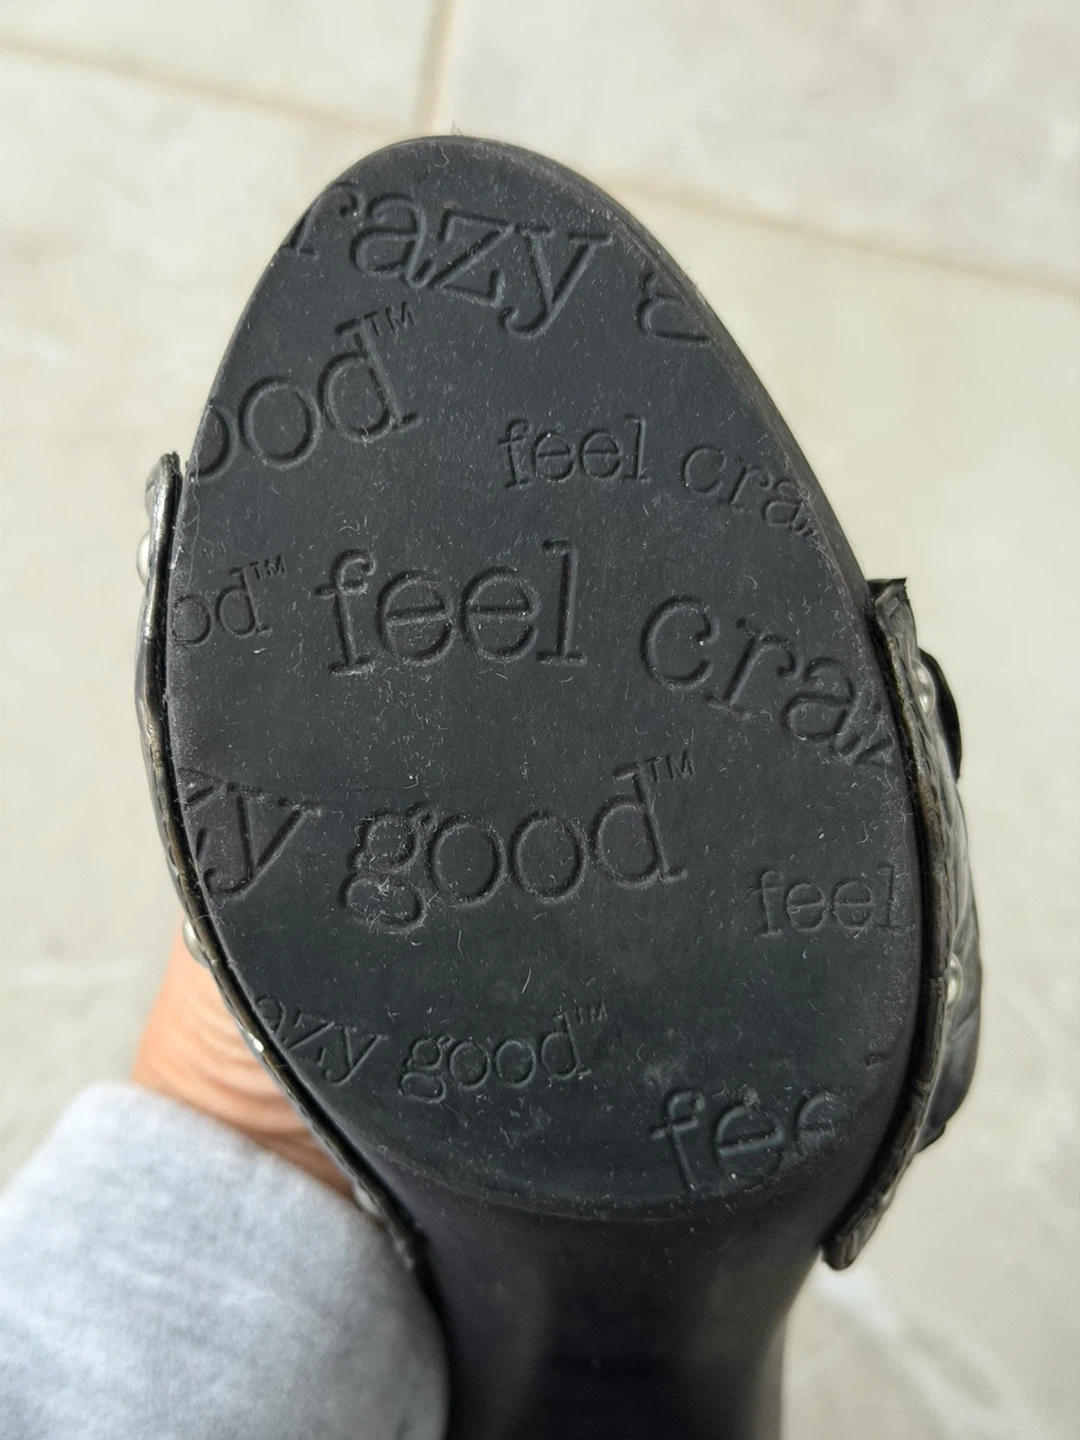 razy g
ood™
feel cra
od™ feel cra
zy good™
feel
azy good™
fee